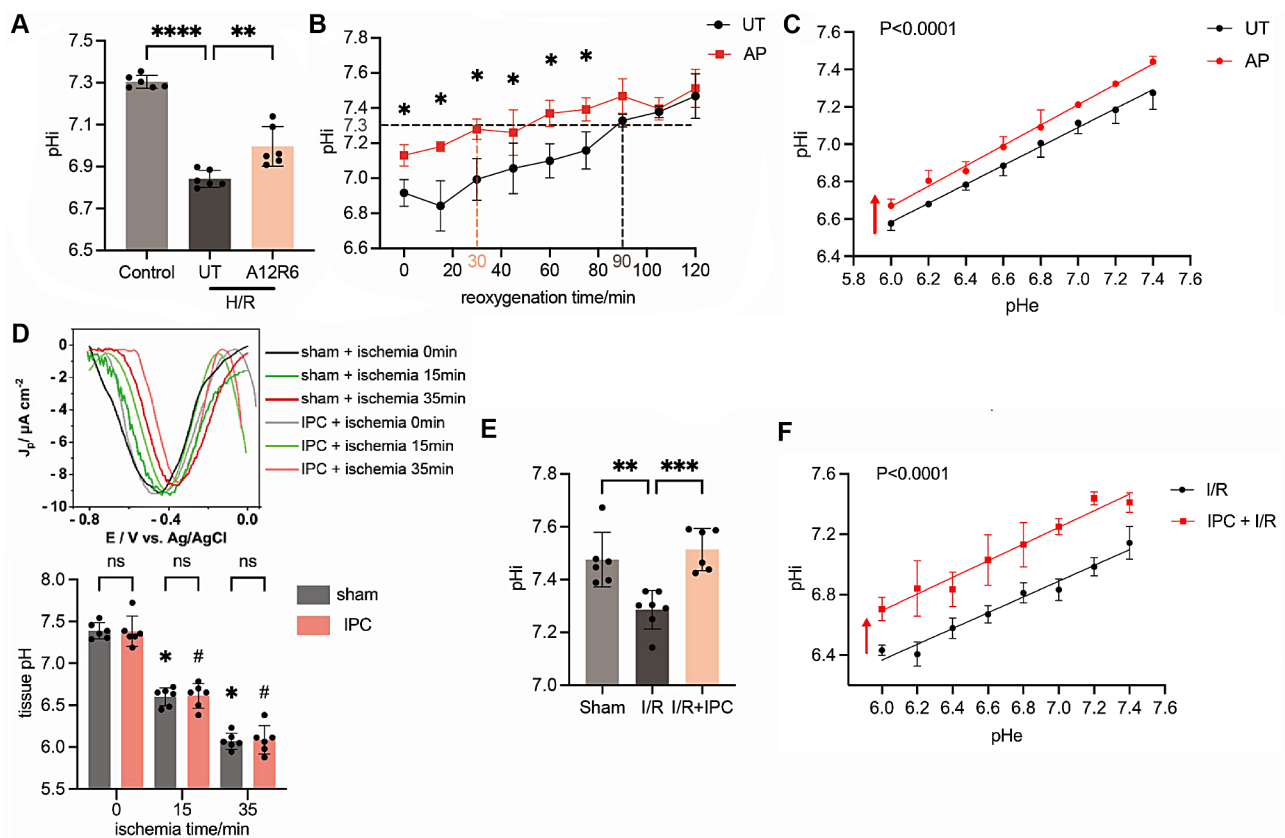 A
pHi
7.5
7.3
7.1
6.9
6.7
6.5
****
**
Control
UT
A12R6
H/R
B
pHi
7.8
7.6
7.4
7.3
7.2
7.0
6.8
6.6
* * * * * *
UT
AP
0 20 30 40 60 80 90 100 120
reoxygenation time/min
C
P<0.0001
UT
AP
pHi
7.6
7.4
7.2
7.0
6.8
6.6
6.4
5.8 6.0 6.2 6.4 6.6 6.8 7.0 7.2 7.4 7.6
pHe
D
Jp/ μA cm-2
0
- 2
- 4
- 6
- 8
- 10
- 0.8 - 0.4 0.0
E / V vs. Ag/AgCl
sham + ischemia 0min
sham + ischemia 15min
sham + ischemia 35min
IPC + ischemia 0min
IPC + ischemia 15min
IPC + ischemia 35min
ns ns ns
sham
IPC
tissue pH
8.0
7.5
7.0
6.5
6.0
5.5
* # * #
0 15 35
ischemia time/min
E
pHi
7.8
7.6
7.4
7.2
7.0
** ***
Sham I/R I/R+IPC
F
P<0.0001
I/R
IPC + I/R
pHi
7.6
7.2
6.8
6.4
6.0 6.2 6.4 6.6 6.8 7.0 7.2 7.4 7.6
pHe